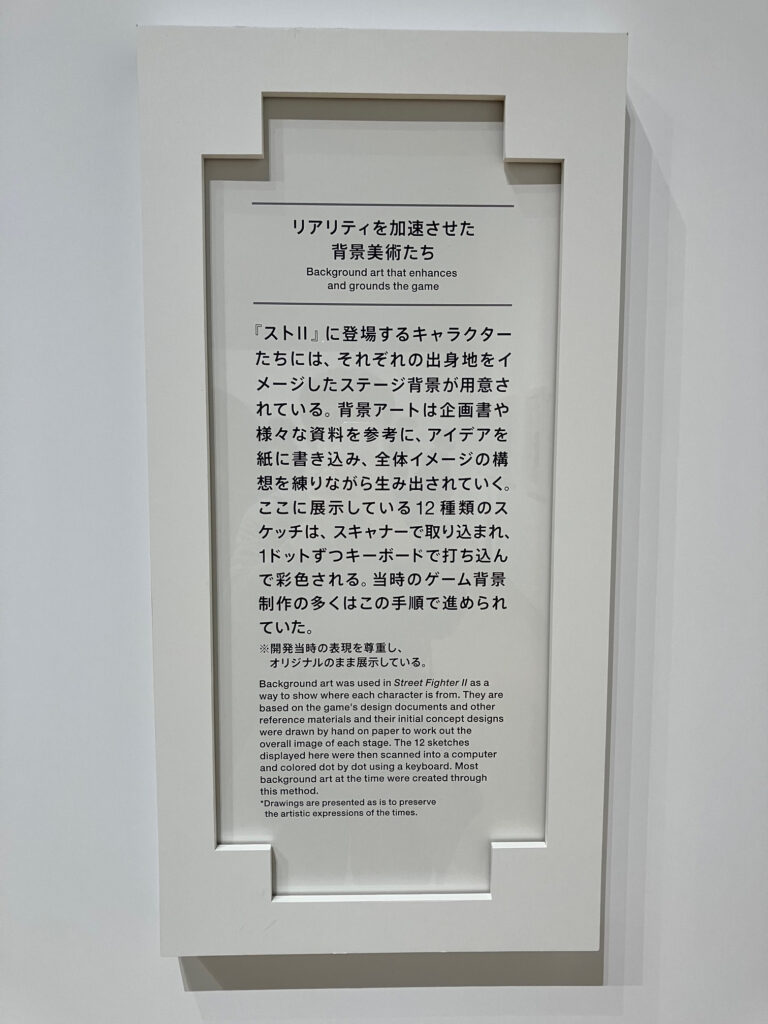 リアリティを加速させた
背景美術たち
Background art that enhances
and grounds the game
『ストII』に登場するキャラクター
たちには、それぞれの出身地をイ
メージしたステージ背景が用意さ
れている。背景アートは企画書や
様々な資料を参考に、アイデアを
紙に書き込み、全体イメージの構
想を練りながら生み出されていく。
ここに展示している12種類のス
ケッチは、スキャナーで取り込まれ、
1ドットずつキーボードで打ち込ん
で彩色される。当時のゲーム背景
制作の多くはこの手順で進められ
ていた。
※開発当時の表現を尊重し、
オリジナルのまま展示している。
Background art was used in Street Fighter II as a
way to show where each character is from. They are
based on the game's design documents and other
reference materials and their initial concept designs
were drawn by hand on paper to work out the
overall image of each stage. The 12 sketches
displayed here were then scanned into a computer
and colored dot by dot using a keyboard. Most
background art at the time were created through
this method.
*Drawings are presented as is to preserve
the artistic expressions of the times.